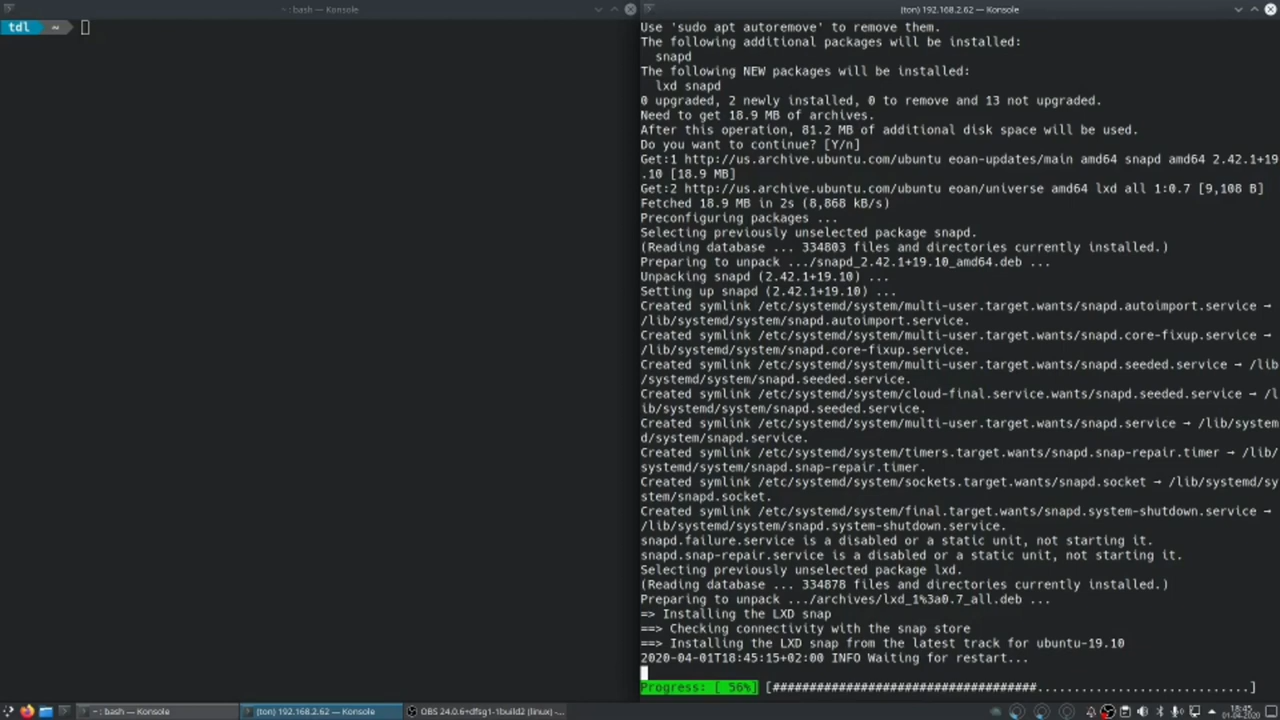 ~ : bash — Konsole
(ton) 192.168.2.62 — Konsole
tdl ~
Use 'sudo apt autoremove' to remove them.
The following additional packages will be installed:
snapd
The following NEW packages will be installed:
lxd snapd
0 upgraded, 2 newly installed, 0 to remove and 13 not upgraded.
Need to get 18.9 MB of archives.
After this operation, 81.2 MB of additional disk space will be used.
Do you want to continue? [Y/n]
Get:1 http://us.archive.ubuntu.com/ubuntu eoan-updates/main amd64 snapd amd64 2.42.1+19
.10 [18.9 MB]
Get:2 http://us.archive.ubuntu.com/ubuntu eoan/universe amd64 lxd all 1:0.7 [9,108 B]
Fetched 18.9 MB in 2s (8,868 kB/s)
Preconfiguring packages ...
Selecting previously unselected package snapd.
(Reading database ... 334803 files and directories currently installed.)
Preparing to unpack .../snapd_2.42.1+19.10_amd64.deb ...
Unpacking snapd (2.42.1+19.10) ...
Setting up snapd (2.42.1+19.10) ...
Created symlink /etc/systemd/system/multi-user.target.wants/snapd.autoimport.service →
/lib/systemd/system/snapd.autoimport.service.
Created symlink /etc/systemd/system/multi-user.target.wants/snapd.core-fixup.service →
/lib/systemd/system/snapd.core-fixup.service.
Created symlink /etc/systemd/system/multi-user.target.wants/snapd.seeded.service → /lib
/systemd/system/snapd.seeded.service.
Created symlink /etc/systemd/system/cloud-final.service.wants/snapd.seeded.service → /l
ib/systemd/system/snapd.seeded.service.
Created symlink /etc/systemd/system/multi-user.target.wants/snapd.service → /lib/system
d/system/snapd.service.
Created symlink /etc/systemd/system/timers.target.wants/snapd.snap-repair.timer → /lib/
systemd/system/snapd.snap-repair.timer.
Created symlink /etc/systemd/system/sockets.target.wants/snapd.socket → /lib/systemd/sy
stem/snapd.socket.
Created symlink /etc/systemd/system/final.target.wants/snapd.system-shutdown.service →
/lib/systemd/system/snapd.system-shutdown.service.
snapd.failure.service is a disabled or a static unit, not starting it.
snapd.snap-repair.service is a disabled or a static unit, not starting it.
Selecting previously unselected package lxd.
(Reading database ... 334878 files and directories currently installed.)
Preparing to unpack .../archives/lxd_1%3a0.7_all.deb ...
=> Installing the LXD snap
==> Checking connectivity with the snap store
==> Installing the LXD snap from the latest track for ubuntu-19.10
2020-04-01T18:45:15+02:00 INFO Waiting for restart...
Progress: [ 56%] [####################################.............................]
~ : bash — Konsole
(ton) 192.168.2.62 — Konsole
OBS 24.0.6+dfsg1-1build2 (linux) -...
18:45
01-04-2020